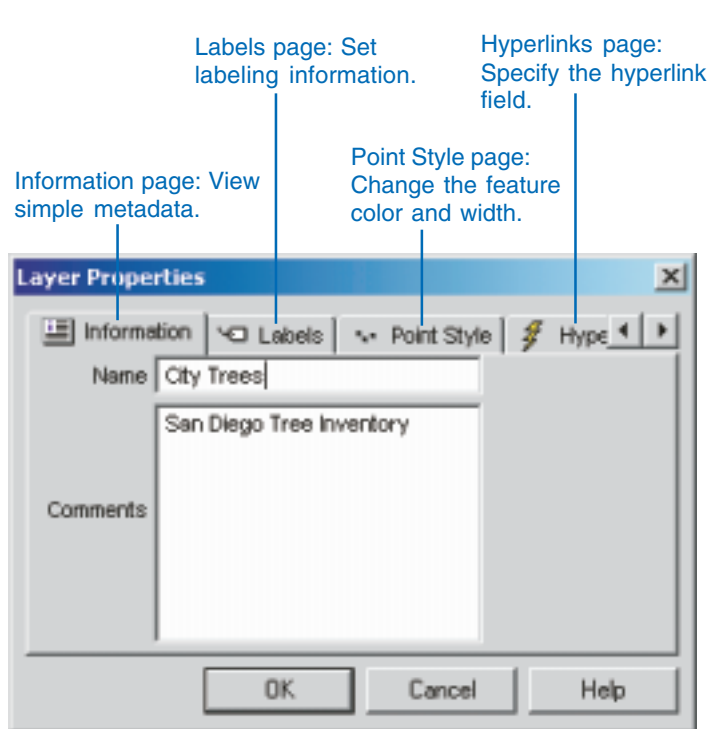 Labels page: Set
labeling information.
Hyperlinks page:
Specify the hyperlink
field.
Information page: View
simple metadata.
Point Style page:
Change the feature
color and width.
Layer Properties
Information
Labels
Point Style
Hype
Name
City Trees
Comments
San Diego Tree Inventory
OK
Cancel
Help